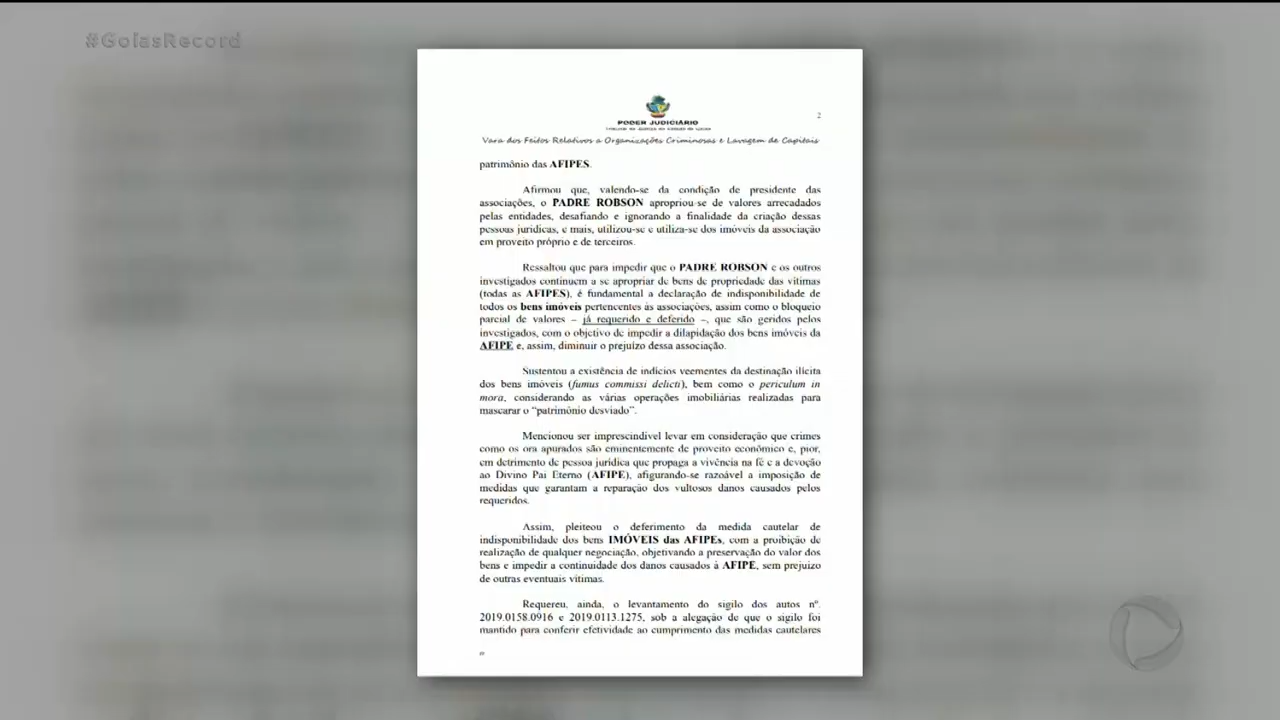 #GoiasRecord
2
PODER JUDICIÁRIO
Tribunal de Justiça do Estado de Goiás
Vara dos Feitos Relativos a Organizações Criminosas e Lavagem de Capitais
patrimônio das AFIPES.
Afirmou que, valendo-se da condição de presidente das
associações, o PADRE ROBSON apropriou-se de valores arrecadados
pelas entidades, desafiando e ignorando a finalidade da criação dessas
pessoas jurídicas, e mais, utilizou-se e utiliza-se dos imóveis da associação
em proveito próprio e de terceiros.
Ressaltou que para impedir que o PADRE ROBSON e os outros
investigados continuem a se apropriar de bens de propriedade das vítimas
(todas as AFIPES), é fundamental a declaração de indisponibilidade de
todos os bens imóveis pertencentes às associações, assim como o bloqueio
parcial de valores – já requerido e deferido –, que são geridos pelos
investigados, com o objetivo de impedir a dilapidação dos bens imóveis da
AFIPE e, assim, diminuir o prejuízo dessa associação.
Sustentou a existência de indícios veementes da destinação ilícita
dos bens imóveis (fumus commissi delicti), bem como o periculum in
mora, considerando as várias operações imobiliárias realizadas para
mascarar o “patrimônio desviado”.
Mencionou ser imprescindível levar em consideração que crimes
como os ora apurados são eminentemente de proveito econômico e, pior,
em detrimento de pessoa jurídica que propaga a vivência na fé e a devoção
ao Divino Pai Eterno (AFIPE), afigurando-se razoável a imposição de
medidas que garantam a reparação dos vultosos danos causados pelos
requeridos.
Assim, pleiteou o deferimento da medida cautelar de
indisponibilidade dos bens IMÓVEIS das AFIPEs, com a proibição de
realização de qualquer negociação, objetivando a preservação do valor dos
bens e impedir a continuidade dos danos causados à AFIPE, sem prejuízo
de outras eventuais vítimas.
Requereu, ainda, o levantamento do sigilo dos autos nº.
2019.0158.0916 e 2019.0113.1275, sob a alegação de que o sigilo foi
mantido para conferir efetividade ao cumprimento das medidas cautelares